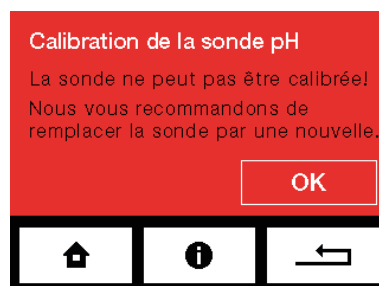 Calibration de la sonde pH
La sonde ne peut pas être calibrée!
Nous vous recommandons de
remplacer la sonde par une nouvelle.
OK